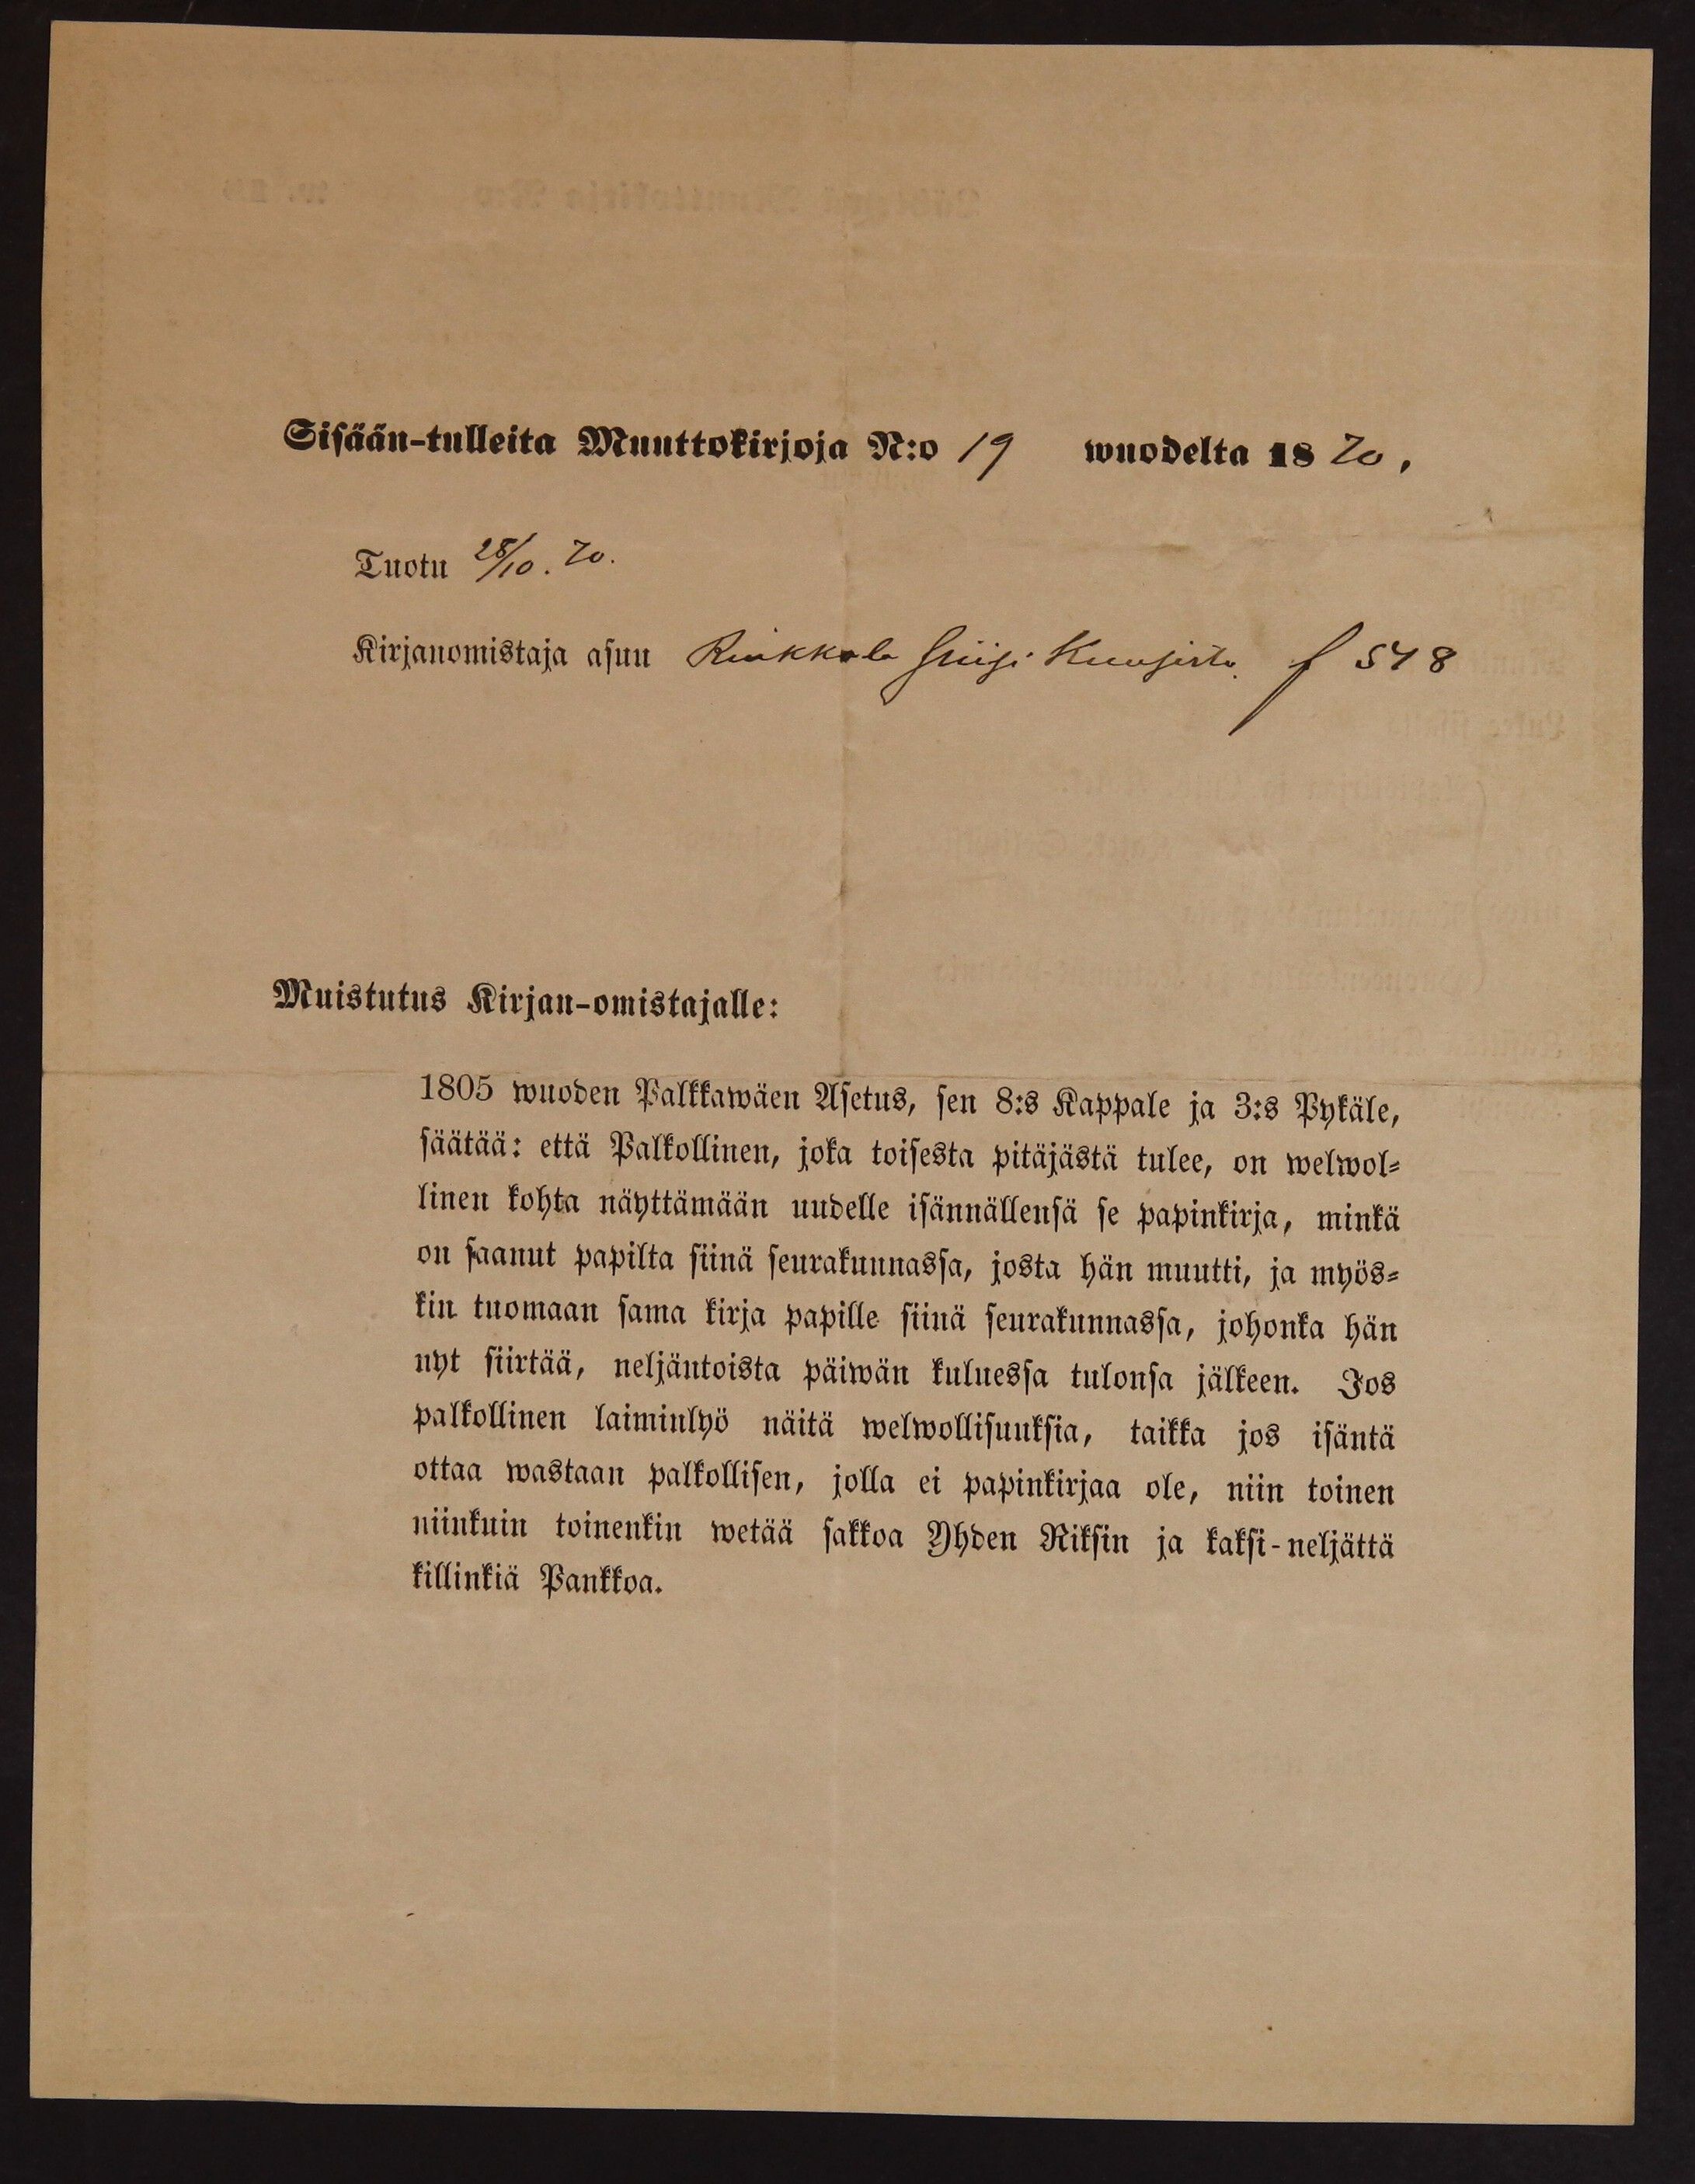 Sisään-tulleita Muuttokirjoja N:o 19 wuodelta 1870.
Tuotu 28/10. 70.
Kirjanomistaja asuu f 548
Muistutus Kirjan-omistajalle:
1805 wuoden Palkkawäen Asetus, sen 8:s Kappale ja 3:s Pykäle,
säätää: että Palkollinen, joka toisesta pitäjästä tulee, on welwol-
linen kohta näyttämään uudelle isännällensä se papinkirja, minkä
on saanut papilta siinä seurakunnassa, josta hän muutti, ja myös-
kin tuomaan sama kirja papille siinä seurakunnassa, johonka hän
nyt siirtää, neljäntoista päiwän kuluessa tulonsa jälkeen. Jos
palkollinen laiminlyö näitä welwollisuuksia, taikka jos isäntä
ottaa wastaan palkollisen, jolla ei papinkirjaa ole, niin toinen
niinkuin toinenkin wetää sakkoa Yhden Riksin ja kaksi-neljättä
killinkiä Pankkoa.